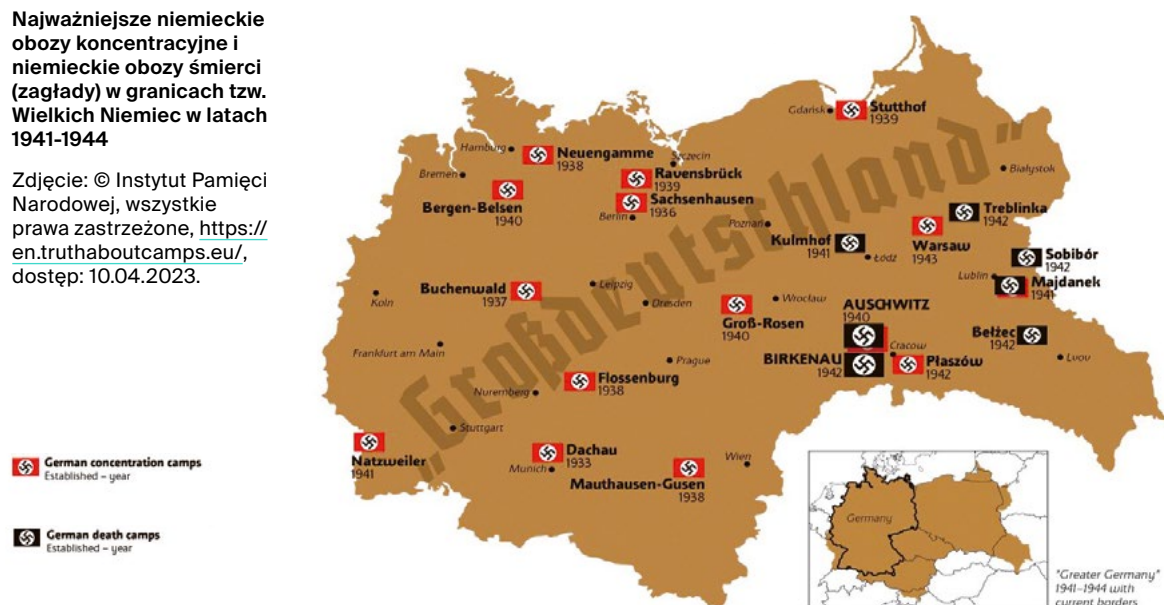 Najważniejsze niemieckie
obozy koncentracyjne i
niemieckie obozy śmierci
(zagłady) w granicach tzw.
Wielkich Niemiec w latach
1941-1944
Zdjęcie: © Instytut Pamięci
Narodowej, wszystkie
prawa zastrzeżone, https://
en.truthaboutcamps.eu/,
dostęp: 10.04.2023.
„Großdeutschland”
Gdańsk
Stutthof
1939
Hamburg
Neuengamme
1938
Szczecin
Bremen
Ravensbrück
1939
Białystok
Bergen-Belsen
1940
Sachsenhausen
1936
Berlin
Treblinka
1942
Poznań
Kulmhof
1941
Warsaw
1943
Łódź
Sobibór
1942
Lublin
Majdanek
1941
Buchenwald
1937
Leipzig
Dresden
Koln
Groß-Rosen
1940
Wrocław
AUSCHWITZ
1940
Bełżec
1942
Cracow
Lvov
Frankfurt am Main
Prague
BIRKENAU
1942
Płaszów
1942
Flossenburg
1938
Nuremberg
Stuttgart
Natzweiler
1941
Dachau
1933
Munich
Mauthausen-Gusen
1938
Wien
German concentration camps
Established – year
German death camps
Established – year
Germany
"Greater Germany"
1941–1944 with
current borders